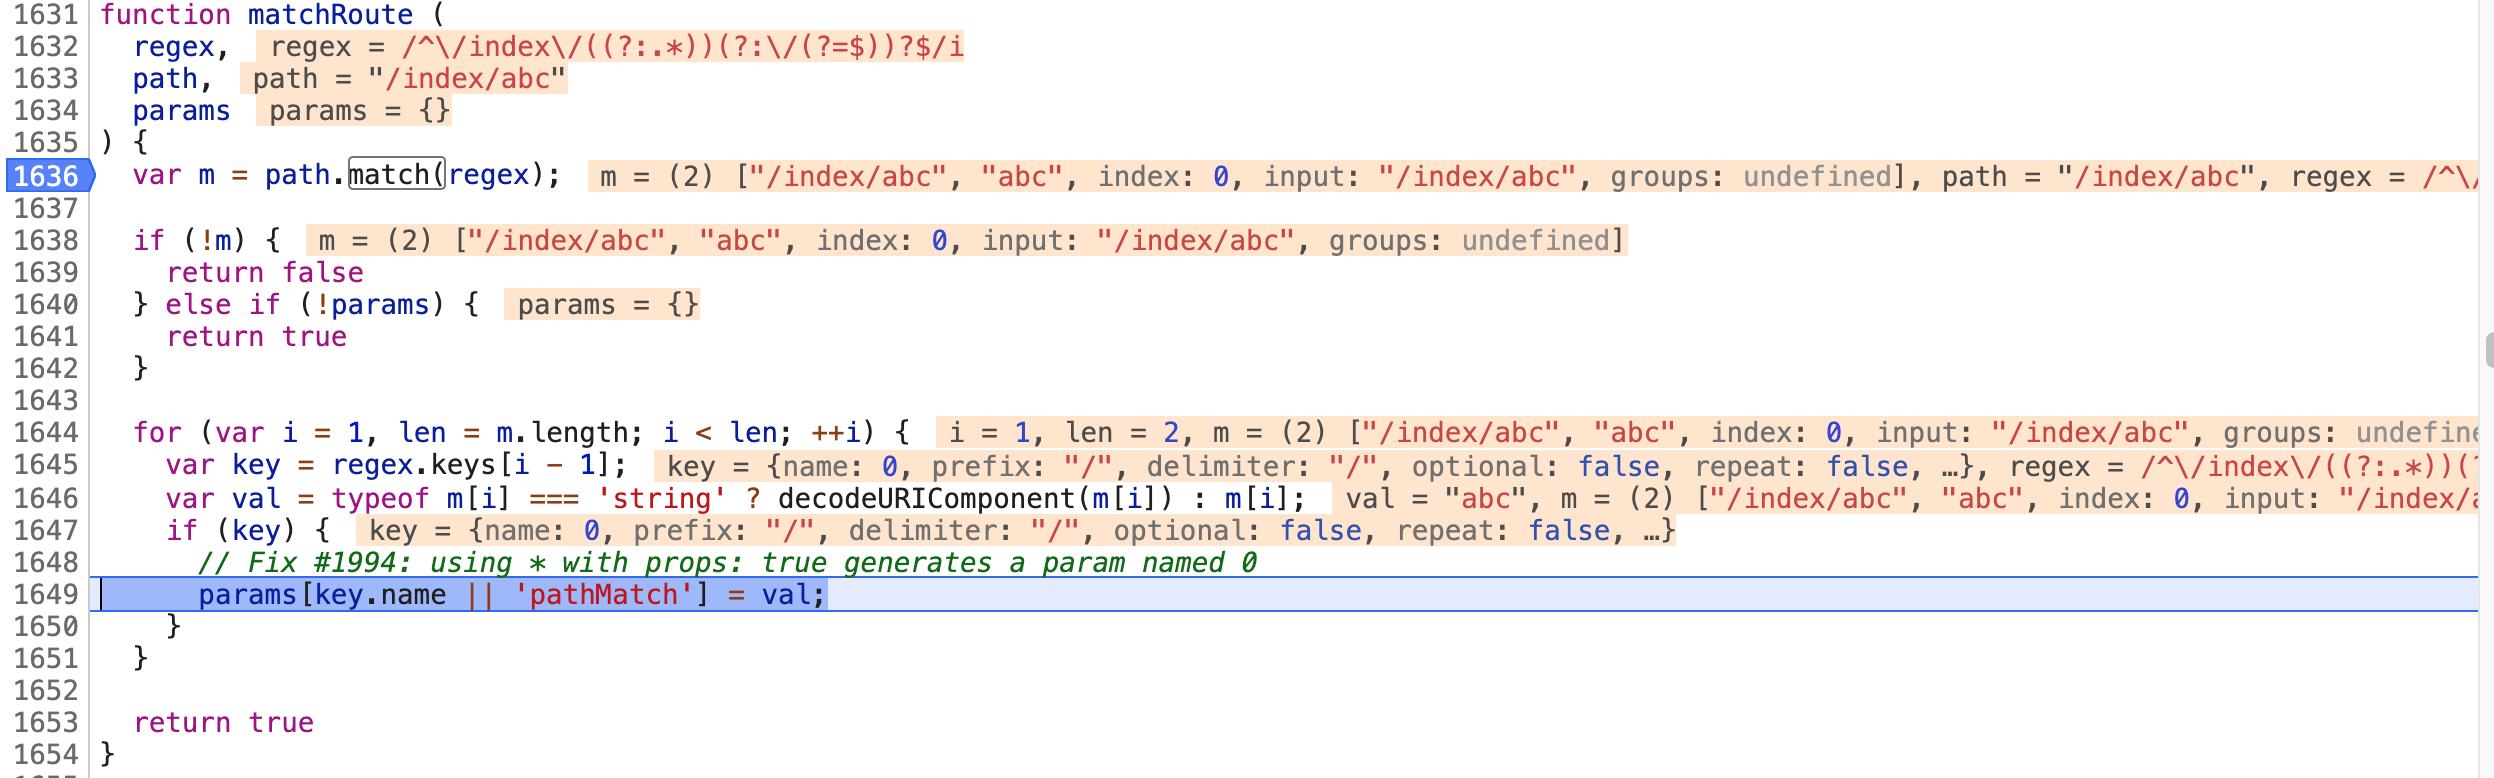 1631 function matchRoute (
1632 regex, regex = /^\/index\/((?:.*))(?:\/(?=$))?$/i
1633 path, path = "/index/abc"
1634 params params = {}
1635 ) {
1636 var m = path.match(regex); m = (2) ["/index/abc", "abc", index: 0, input: "/index/abc", groups: undefined], path = "/index/abc", regex = /^\/
1637
1638 if (!m) { m = (2) ["/index/abc", "abc", index: 0, input: "/index/abc", groups: undefined]
1639 return false
1640 } else if (!params) { params = {}
1641 return true
1642 }
1643
1644 for (var i = 1, len = m.length; i < len; ++i) { i = 1, len = 2, m = (2) ["/index/abc", "abc", index: 0, input: "/index/abc", groups: undefine
1645 var key = regex.keys[i - 1]; key = {name: 0, prefix: "/", delimiter: "/", optional: false, repeat: false, …}, regex = /^\/index\/((?:.*))(?
1646 var val = typeof m[i] === 'string' ? decodeURIComponent(m[i]) : m[i]; val = "abc", m = (2) ["/index/abc", "abc", index: 0, input: "/index/a
1647 if (key) { key = {name: 0, prefix: "/", delimiter: "/", optional: false, repeat: false, …}
1648 // Fix #1994: using * with props: true generates a param named 0
1649 params[key.name || 'pathMatch'] = val;
1650 }
1651 }
1652
1653 return true
1654 }